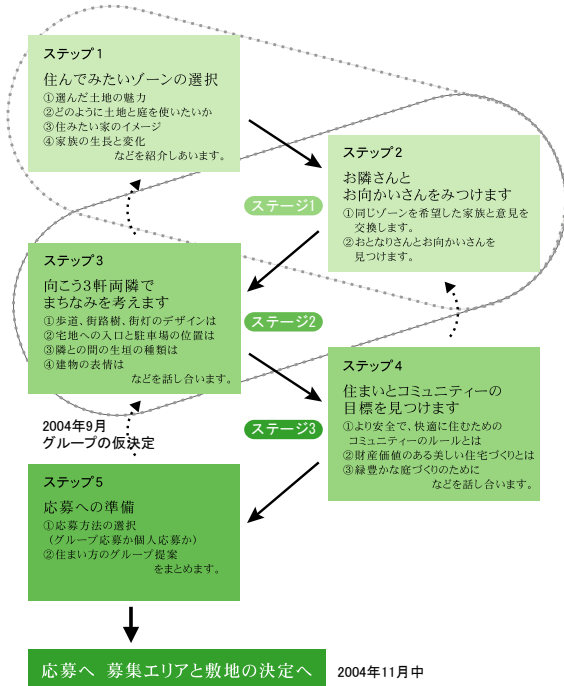 ステップ1
住んでみたいゾーンの選択
①選んだ土地の魅力
②どのように土地と庭を使いたいか
③住みたい家のイメージ
④家族の生長と変化
などを紹介しあいます。
ステップ2
お隣さんと
お向かいさんをみつけます
①同じゾーンを希望した家族と意見を
交換します。
②おとなりさんとお向かいさんを
見つけます。
ステージ1
ステップ3
向こう3軒両隣で
まちなみを考えます
①歩道、街路樹、街灯のデザインは
②宅地への入口と駐車場の位置は
③隣との間の生垣の種類は
④建物の表情は
などを話し合います。
ステージ2
ステップ4
住まいとコミュニティーの
目標を見つけます
①より安全で、快適に住むための
コミュニティーのルールとは
②財産価値のある美しい住宅づくりとは
③緑豊かな庭づくりのために
などを話し合います。
2004年9月
グループの仮決定
ステージ3
ステップ5
応募への準備
①応募方法の選択
(グループ応募か個人応募か)
②住まい方のグループ提案
をまとめます。
応募へ 募集エリアと敷地の決定へ
2004年11月中